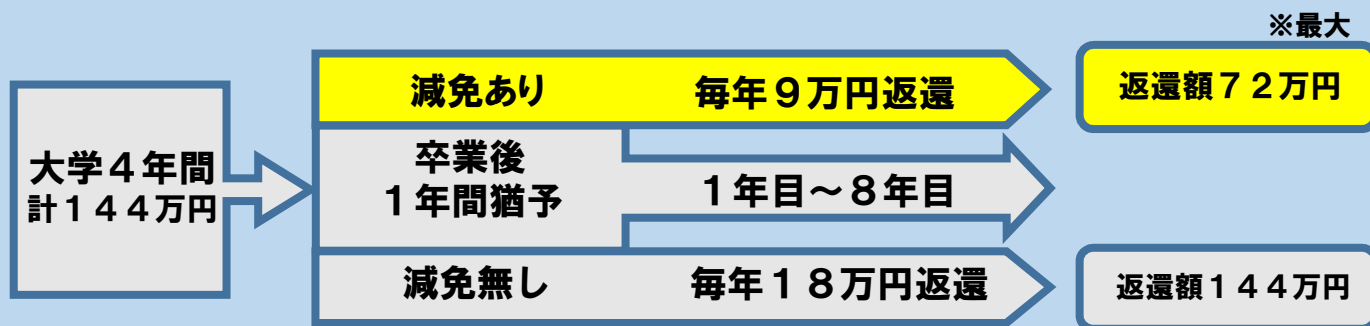 ※最大
減免あり 毎年９万円返還
返還額７２万円
大学４年間
計１４４万円
卒業後
１年間猶予
１年目～８年目
減免無し 毎年１８万円返還
返還額１４４万円